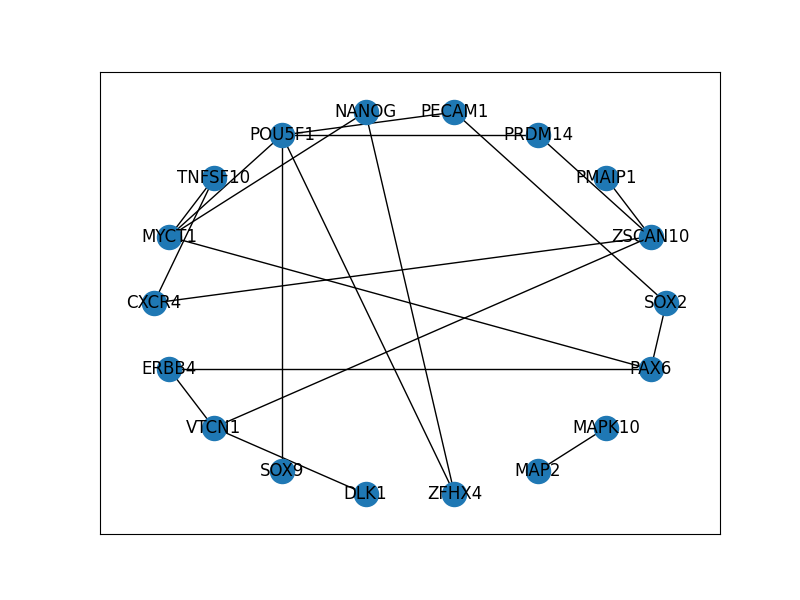 NANOG PECAM1
POU5F1 PRDM14
TNFSF10 PMAIP1
MYCT1 ZSCAN10
CXCR4 SOX2
ERBB4 PAX6
VTCN1 MAPK10
SOX9 MAP2
DLK1 ZFHX4